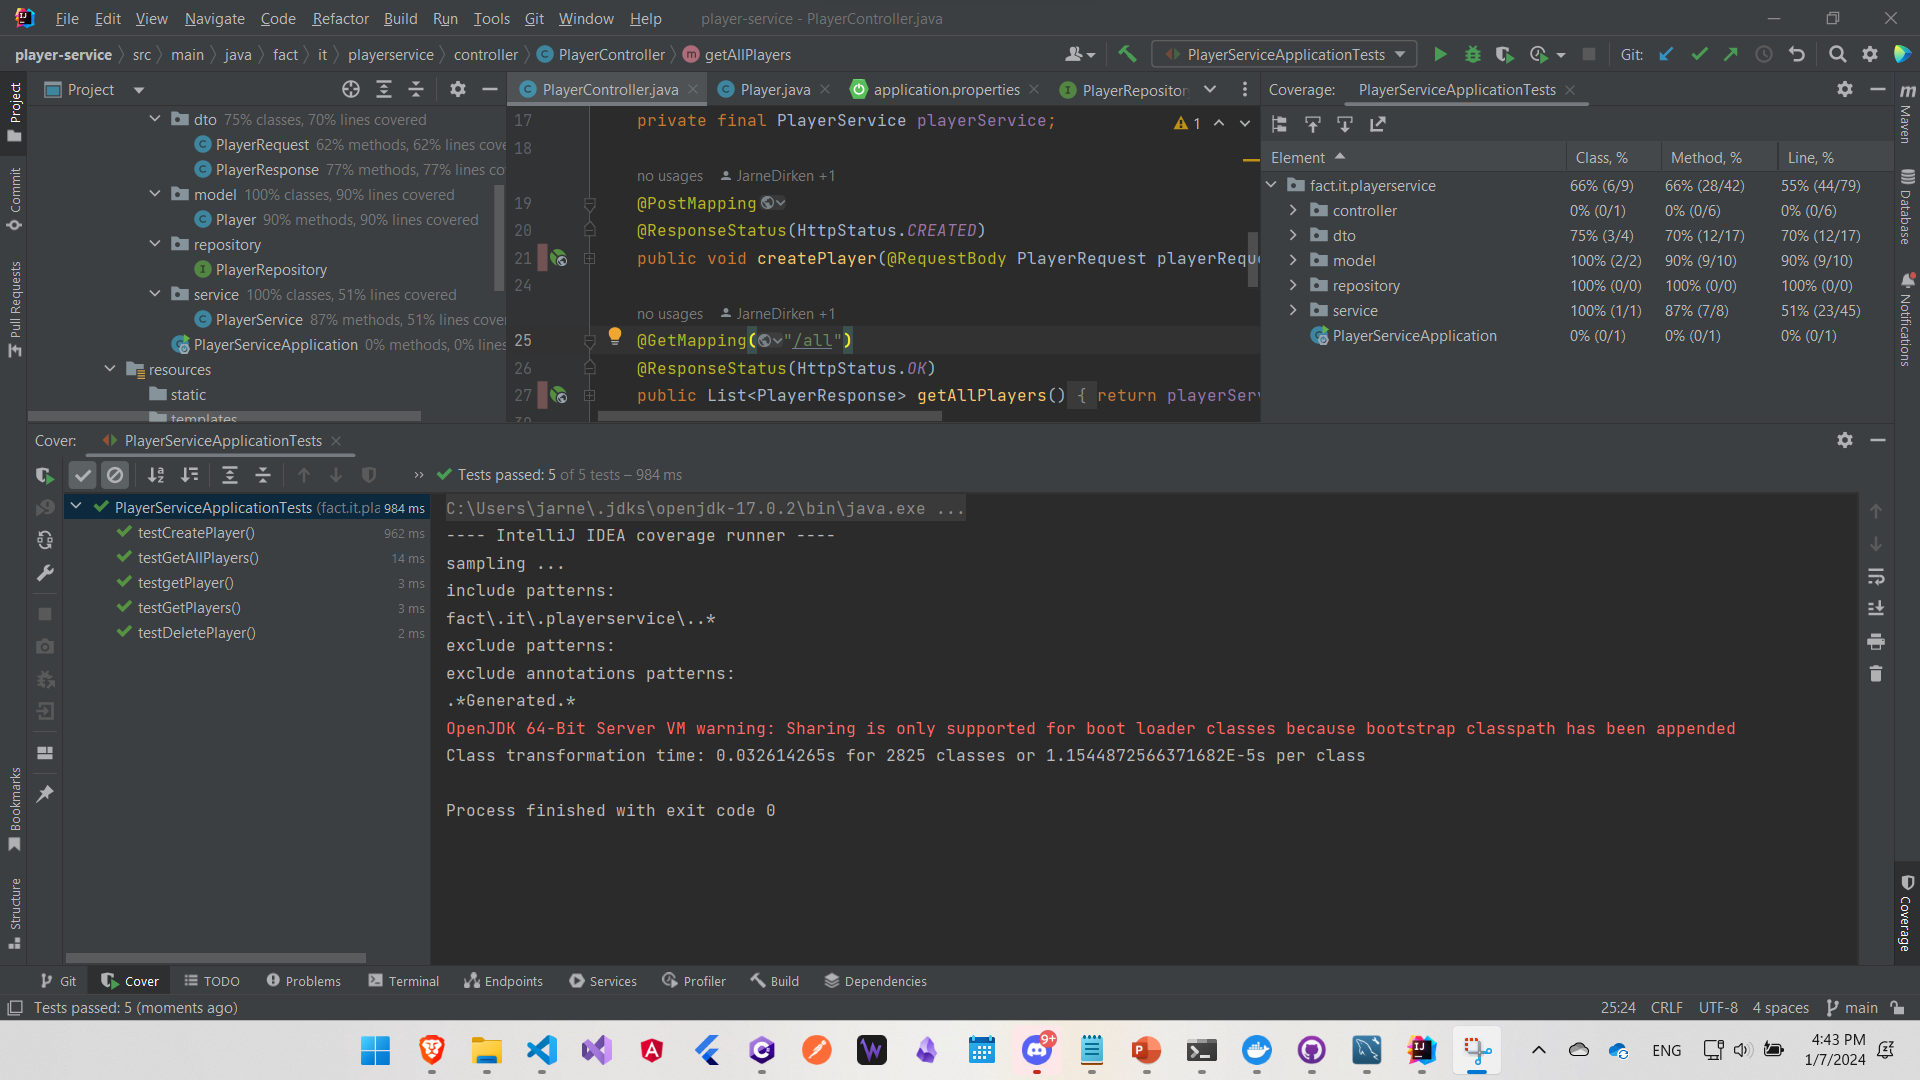 File Edit View Navigate Code Refactor Build Run Tools Git Window Help player-service - PlayerController.java
player-service src main java fact it playerservice controller PlayerController getAllPlayers PlayerServiceApplicationTests Git:
Project
dto 75% classes, 70% lines covered
PlayerRequest 62% methods, 62% lines cove
PlayerResponse 77% methods, 77% lines co
model 100% classes, 90% lines covered
Player 90% methods, 90% lines covered
repository
PlayerRepository
service 100% classes, 51% lines covered
PlayerService 87% methods, 51% lines cover
PlayerServiceApplication 0% methods, 0% lines
resources
static
templates
PlayerController.java Player.java application.properties PlayerRepository
17 private final PlayerService playerService; 1
18
no usages JarneDirken +1
19 @PostMapping
20 @ResponseStatus(HttpStatus.CREATED)
21 public void createPlayer(@RequestBody PlayerRequest playerReque
24
no usages JarneDirken +1
25 @GetMapping("/all")
26 @ResponseStatus(HttpStatus.OK)
27 public List<PlayerResponse> getAllPlayers() { return playerServ
30
Coverage: PlayerServiceApplicationTests
Element Class, % Method, % Line, %
fact.it.playerservice 66% (6/9) 66% (28/42) 55% (44/79)
controller 0% (0/1) 0% (0/6) 0% (0/6)
dto 75% (3/4) 70% (12/17) 70% (12/17)
model 100% (2/2) 90% (9/10) 90% (9/10)
repository 100% (0/0) 100% (0/0) 100% (0/0)
service 100% (1/1) 87% (7/8) 51% (23/45)
PlayerServiceApplication 0% (0/1) 0% (0/1) 0% (0/1)
Project
Commit
Pull Requests
Bookmarks
Structure
Maven
Database
Notifications
Coverage
Cover: PlayerServiceApplicationTests
Tests passed: 5 of 5 tests – 984 ms
PlayerServiceApplicationTests (fact.it.pla 984 ms
testCreatePlayer() 962 ms
testGetAllPlayers() 14 ms
testgetPlayer() 3 ms
testGetPlayers() 3 ms
testDeletePlayer() 2 ms
C:\Users\jarne\.jdks\openjdk-17.0.2\bin\java.exe ...
---- IntelliJ IDEA coverage runner ----
sampling ...
include patterns:
fact\.it\.playerservice\..*
exclude patterns:
exclude annotations patterns:
.*Generated.*
OpenJDK 64-Bit Server VM warning: Sharing is only supported for boot loader classes because bootstrap classpath has been appended
Class transformation time: 0.032614265s for 2825 classes or 1.1544872566371682E-5s per class
Process finished with exit code 0
Git Cover TODO Problems Terminal Endpoints Services Profiler Build Dependencies
Tests passed: 5 (moments ago) 25:24 CRLF UTF-8 4 spaces main
9+
ENG
4:43 PM
1/7/2024